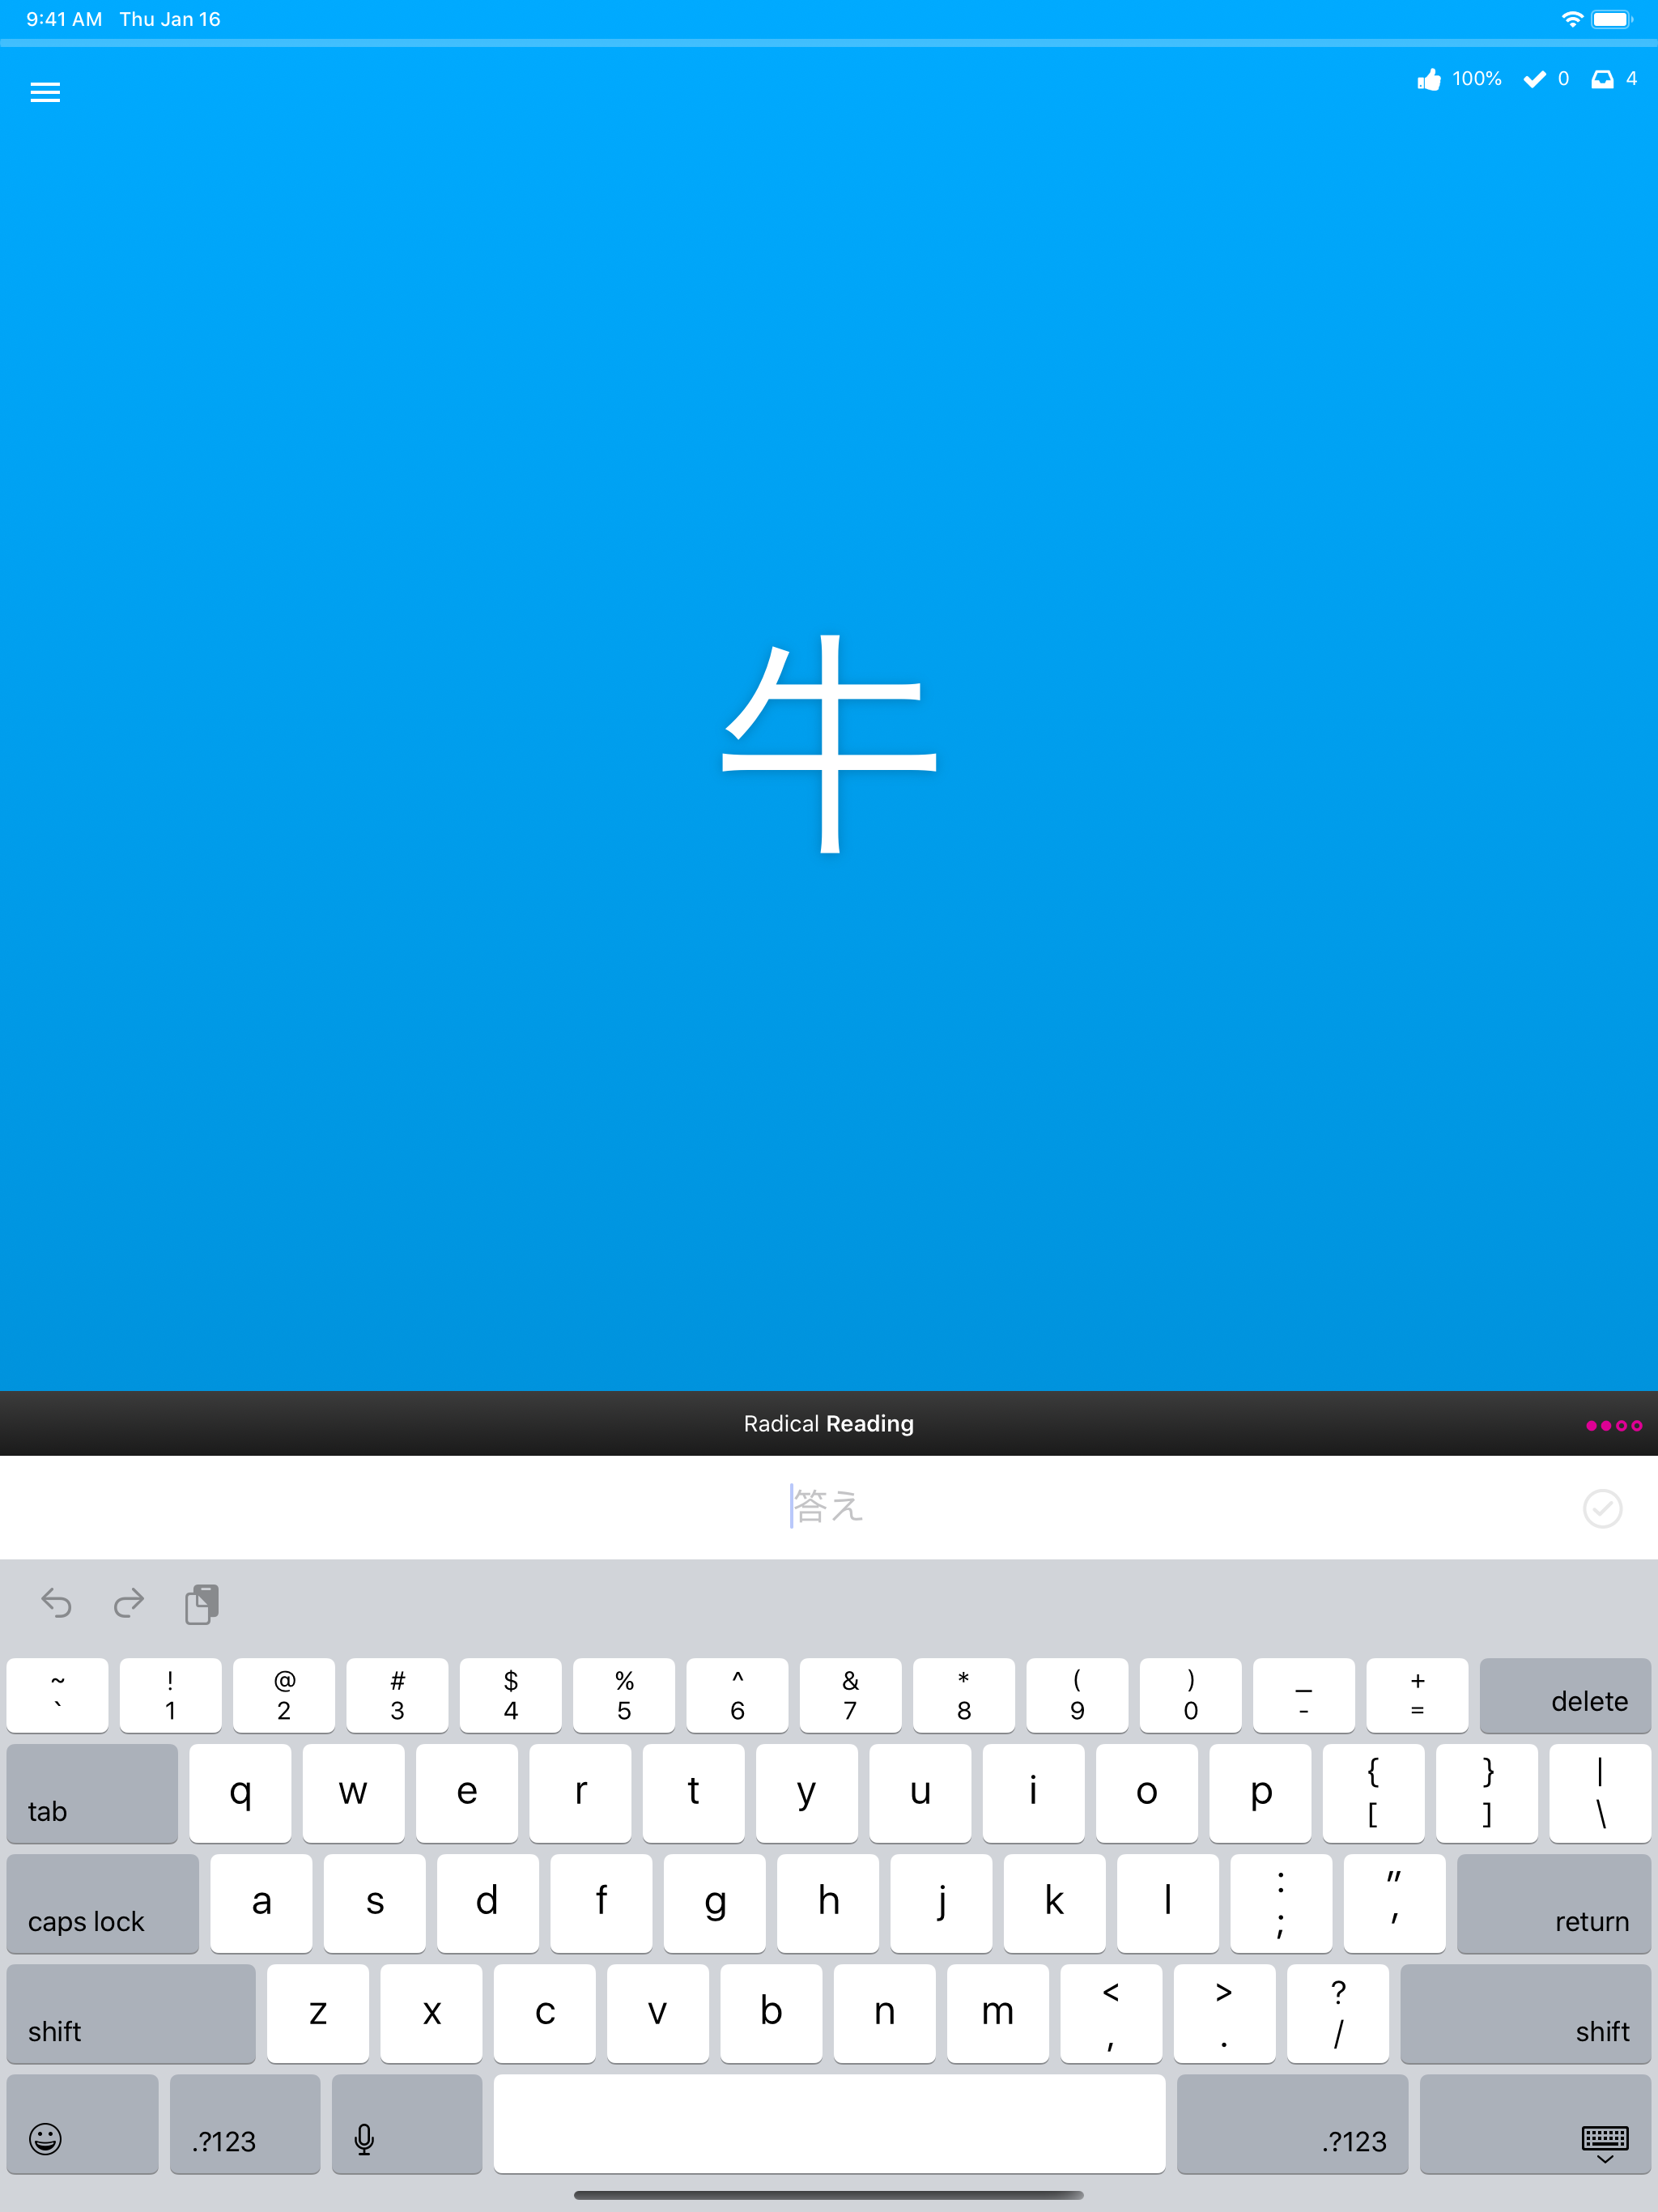 9:41 AM Thu Jan 16
100% 0 4
牛
Radical Reading
答え
~ ! @ # $ % ^ & * ( ) _ +
` 1 2 3 4 5 6 7 8 9 0 - = delete
tab q w e r t y u i o p { [ } ] | \
caps lock a s d f g h j k l : ; " ' return
shift z x c v b n m < , > . ? / shift
.?123 .?123